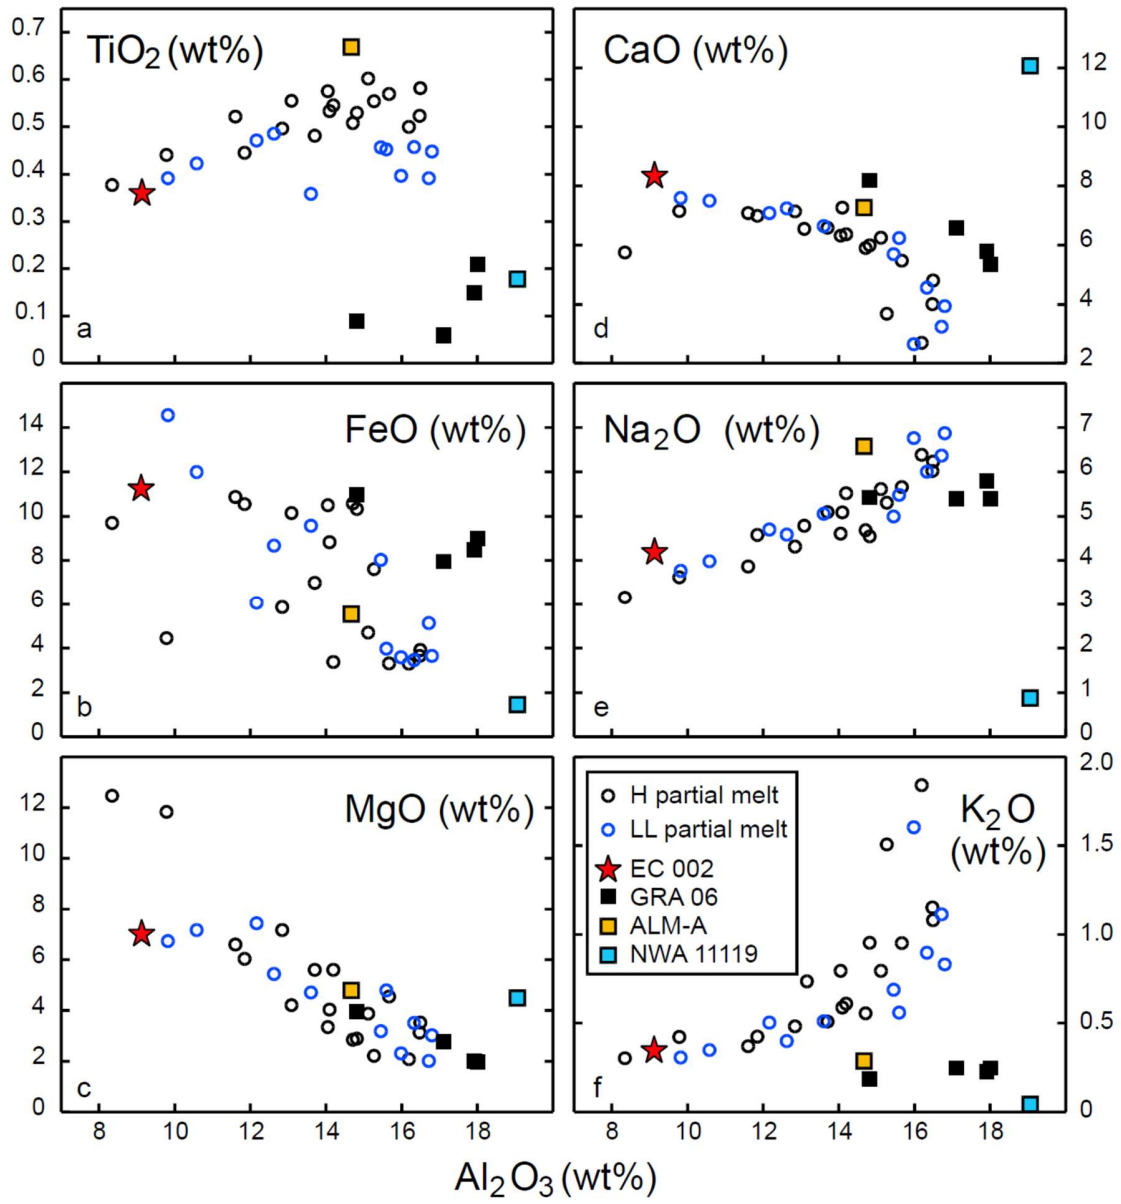 TiO2 (wt%)
0.7
0.6
0.5
0.4
0.3
0.2
0.1
0
a
CaO (wt%)
12
10
8
6
4
2
d
FeO (wt%)
14
12
10
8
6
4
2
0
b
Na2O (wt%)
7
6
5
4
3
2
1
0
e
MgO (wt%)
12
10
8
6
4
2
0
c
8 10 12 14 16 18
K2O
(wt%)
2.0
1.5
1.0
0.5
0
H partial melt
LL partial melt
EC 002
GRA 06
ALM-A
NWA 11119
f
8 10 12 14 16 18
Al2O3 (wt%)